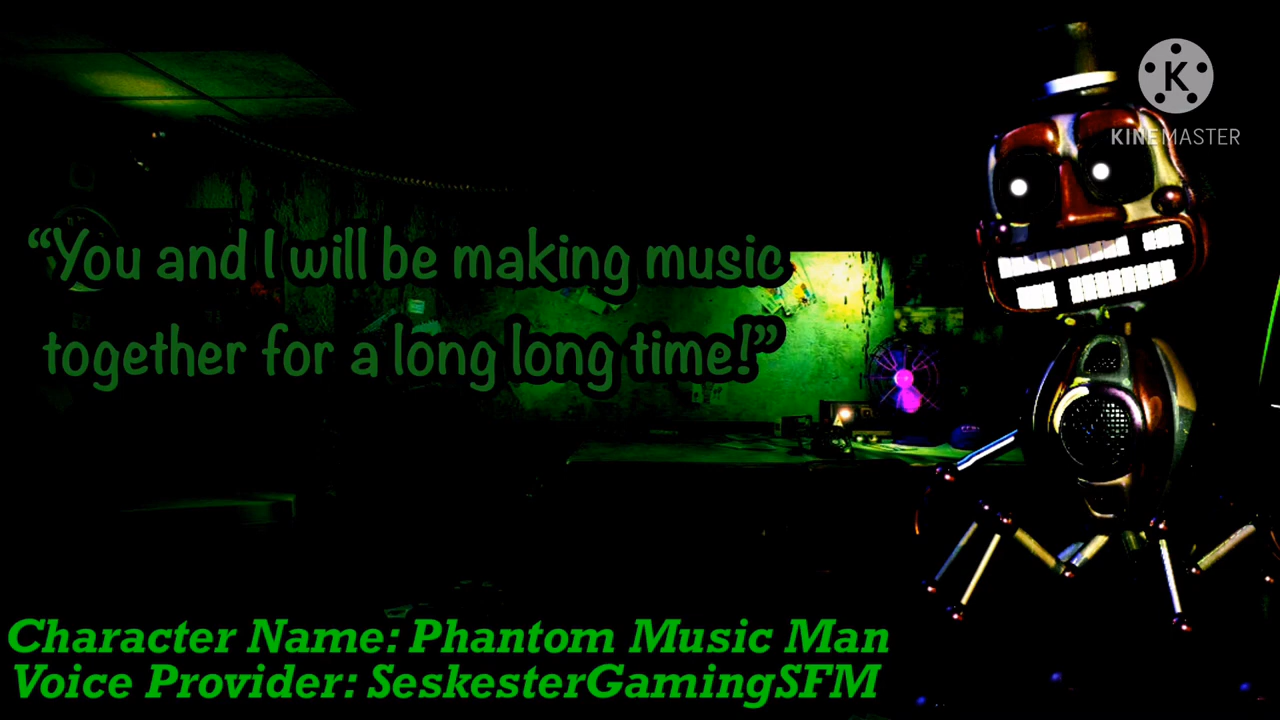 K
KINEMASTER
“You and I will be making music
together for a long long time!”
Character Name: Phantom Music Man
Voice Provider: SeskesterGamingSFM